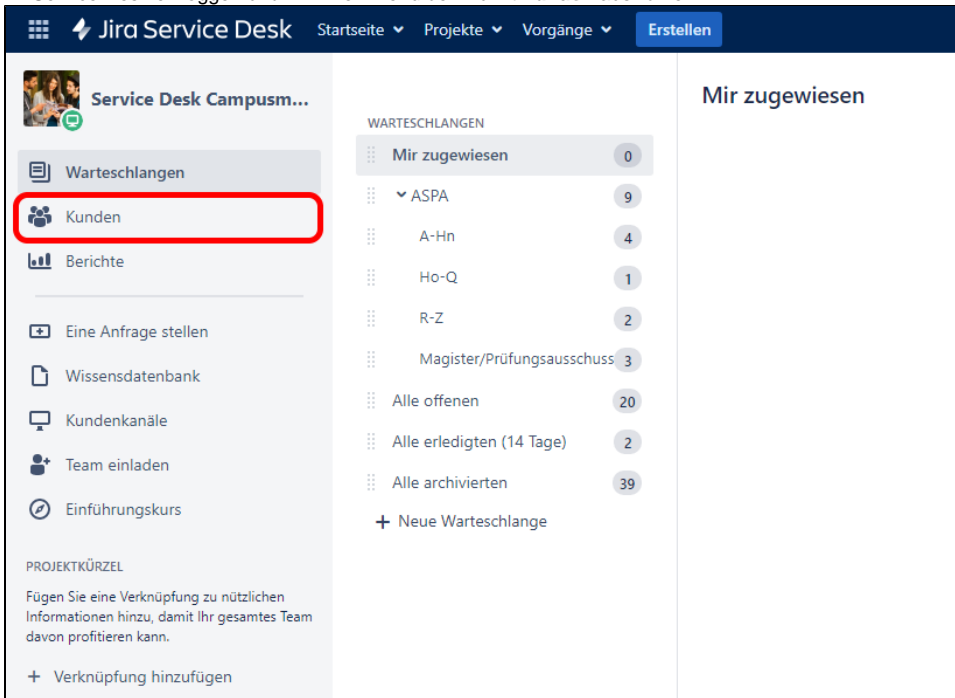 Jira Service Desk Startseite Projekte Vorgänge Erstellen
Service Desk Campusm...
Warteschlangen
Kunden
Berichte
Eine Anfrage stellen
Wissensdatenbank
Kundenkanäle
Team einladen
Einführungskurs
PROJEKTKÜRZEL
Fügen Sie eine Verknüpfung zu nützlichen
Informationen hinzu, damit Ihr gesamtes Team
davon profitieren kann.
+ Verknüpfung hinzufügen
WARTESCHLANGEN
Mir zugewiesen 0
ASPA 9
A-Hn 4
Ho-Q 1
R-Z 2
Magister/Prüfungsausschuss 3
Alle offenen 20
Alle erledigten (14 Tage) 2
Alle archivierten 39
+ Neue Warteschlange
Mir zugewiesen